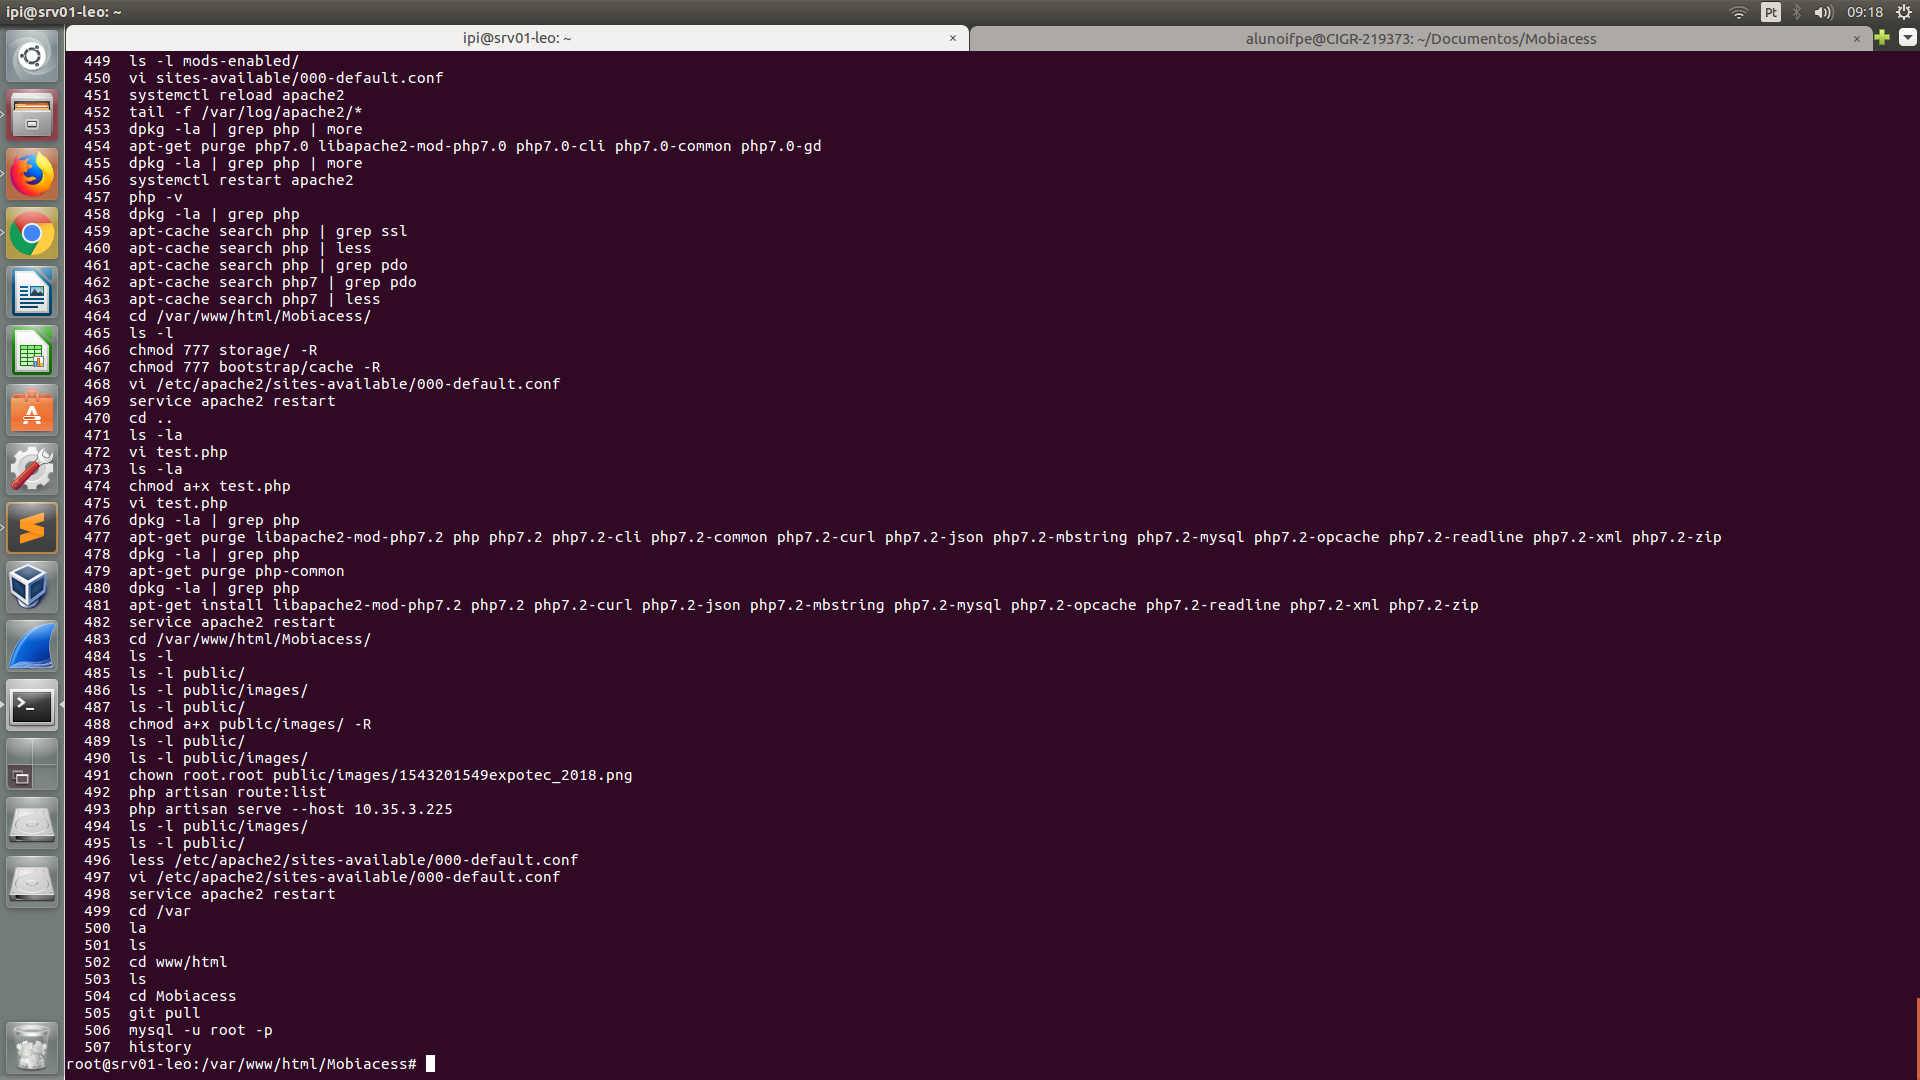 ipi@srv01-leo: ~
Pt
09:18
ipi@srv01-leo: ~ ×
alunoifpe@CIGR-219373: ~/Documentos/Mobiacess ×
449 ls -l mods-enabled/
450 vi sites-available/000-default.conf
451 systemctl reload apache2
452 tail -f /var/log/apache2/*
453 dpkg -la | grep php | more
454 apt-get purge php7.0 libapache2-mod-php7.0 php7.0-cli php7.0-common php7.0-gd
455 dpkg -la | grep php | more
456 systemctl restart apache2
457 php -v
458 dpkg -la | grep php
459 apt-cache search php | grep ssl
460 apt-cache search php | less
461 apt-cache search php | grep pdo
462 apt-cache search php7 | grep pdo
463 apt-cache search php7 | less
464 cd /var/www/html/Mobiacess/
465 ls -l
466 chmod 777 storage/ -R
467 chmod 777 bootstrap/cache -R
468 vi /etc/apache2/sites-available/000-default.conf
469 service apache2 restart
470 cd ..
471 ls -la
472 vi test.php
473 ls -la
474 chmod a+x test.php
475 vi test.php
476 dpkg -la | grep php
477 apt-get purge libapache2-mod-php7.2 php php7.2 php7.2-cli php7.2-common php7.2-curl php7.2-json php7.2-mbstring php7.2-mysql php7.2-opcache php7.2-readline php7.2-xml php7.2-zip
478 dpkg -la | grep php
479 apt-get purge php-common
480 dpkg -la | grep php
481 apt-get install libapache2-mod-php7.2 php7.2 php7.2-curl php7.2-json php7.2-mbstring php7.2-mysql php7.2-opcache php7.2-readline php7.2-xml php7.2-zip
482 service apache2 restart
483 cd /var/www/html/Mobiacess/
484 ls -l
485 ls -l public/
486 ls -l public/images/
487 ls -l public/
488 chmod a+x public/images/ -R
489 ls -l public/
490 ls -l public/images/
491 chown root.root public/images/1543201549expotec_2018.png
492 php artisan route:list
493 php artisan serve --host 10.35.3.225
494 ls -l public/images/
495 ls -l public/
496 less /etc/apache2/sites-available/000-default.conf
497 vi /etc/apache2/sites-available/000-default.conf
498 service apache2 restart
499 cd /var
500 la
501 ls
502 cd www/html
503 ls
504 cd Mobiacess
505 git pull
506 mysql -u root -p
507 history
root@srv01-leo:/var/www/html/Mobiacess#